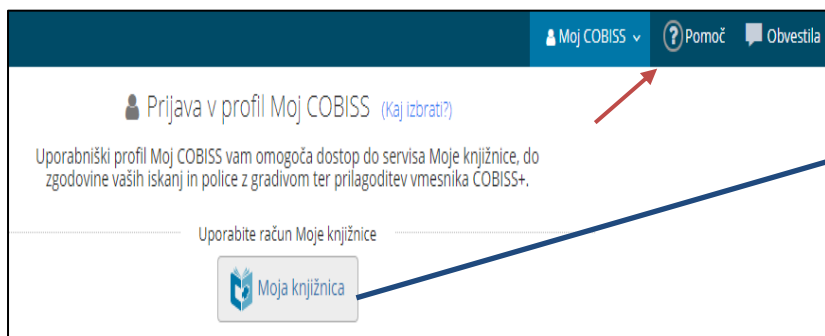 Moj COBISS ? Pomoč Obvestila
Prijava v profil Moj COBISS (Kaj izbrati?)
Uporabniški profil Moj COBISS vam omogoča dostop do servisa Moje knjižnice, do
zgodovine vaših iskanj in police z gradivom ter prilagoditev vmesnika COBISS+.
Uporabite račun Moje knjižnice
Moja knjižnica